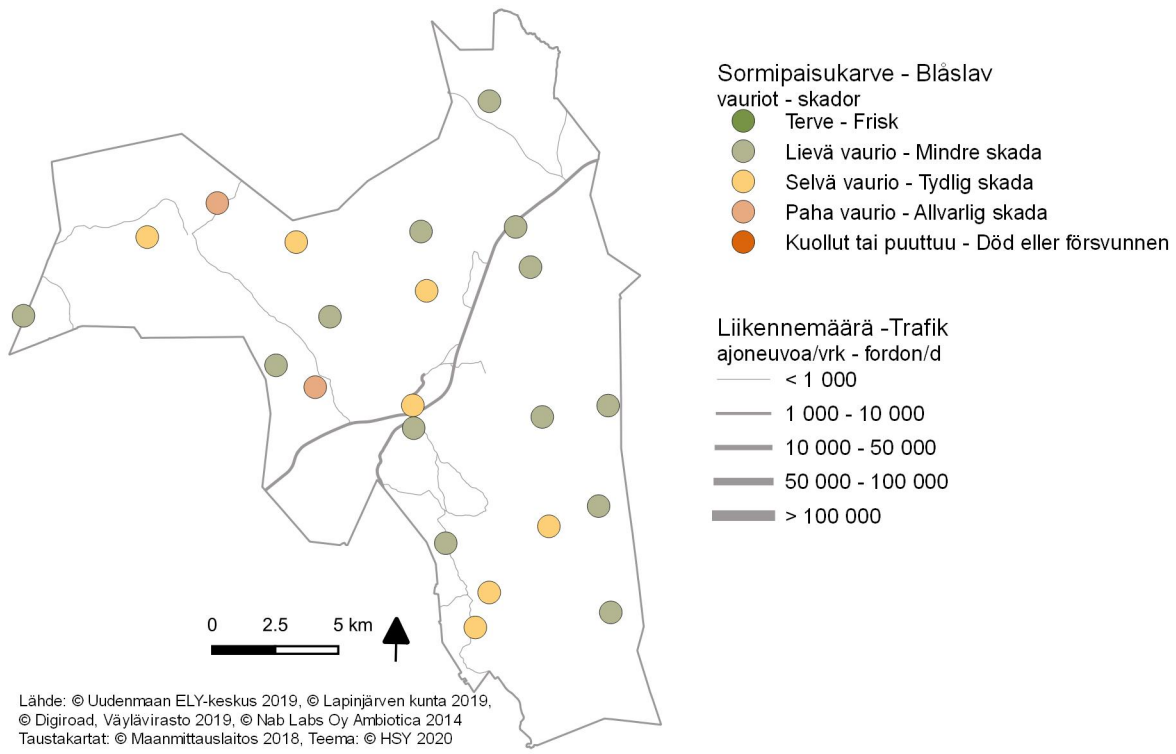 Sormipaisukarve - Blåslav
vauriot - skador
Terve - Frisk
Lievä vaurio - Mindre skada
Selvä vaurio - Tydlig skada
Paha vaurio - Allvarlig skada
Kuollut tai puuttuu - Död eller försvunnen
Liikennemäärä -Trafik
ajoneuvoa/vrk - fordon/d
< 1 000
1 000 - 10 000
10 000 - 50 000
50 000 - 100 000
> 100 000
0 2.5 5 km
Lähde: © Uudenmaan ELY-keskus 2019, © Lapinjärven kunta 2019,
© Digiroad, Väylävirasto 2019, © Nab Labs Oy Ambiotica 2014
Taustakartat: © Maanmittauslaitos 2018, Teema: © HSY 2020